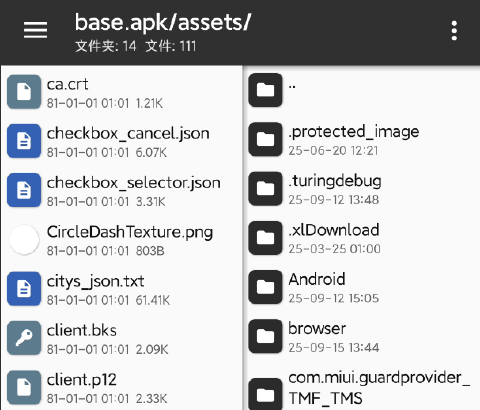 base.apk/assets/
文件夹: 14 文件: 111
ca.crt
81-01-01 01:01 1.21K
checkbox_cancel.json
81-01-01 01:01 6.07K
checkbox_selector.json
81-01-01 01:01 3.31K
CircleDashTexture.png
81-01-01 01:01 803B
citys_json.txt
81-01-01 01:01 61.41K
client.bks
81-01-01 01:01 2.09K
client.p12
81-01-01 01:01 2.33K
..
.protected_image
25-06-20 12:21
.turingdebug
25-09-12 13:48
.xlDownload
25-03-25 01:00
Android
25-09-12 15:05
browser
25-09-15 13:44
com.miui.guardprovider_
TMF_TMS